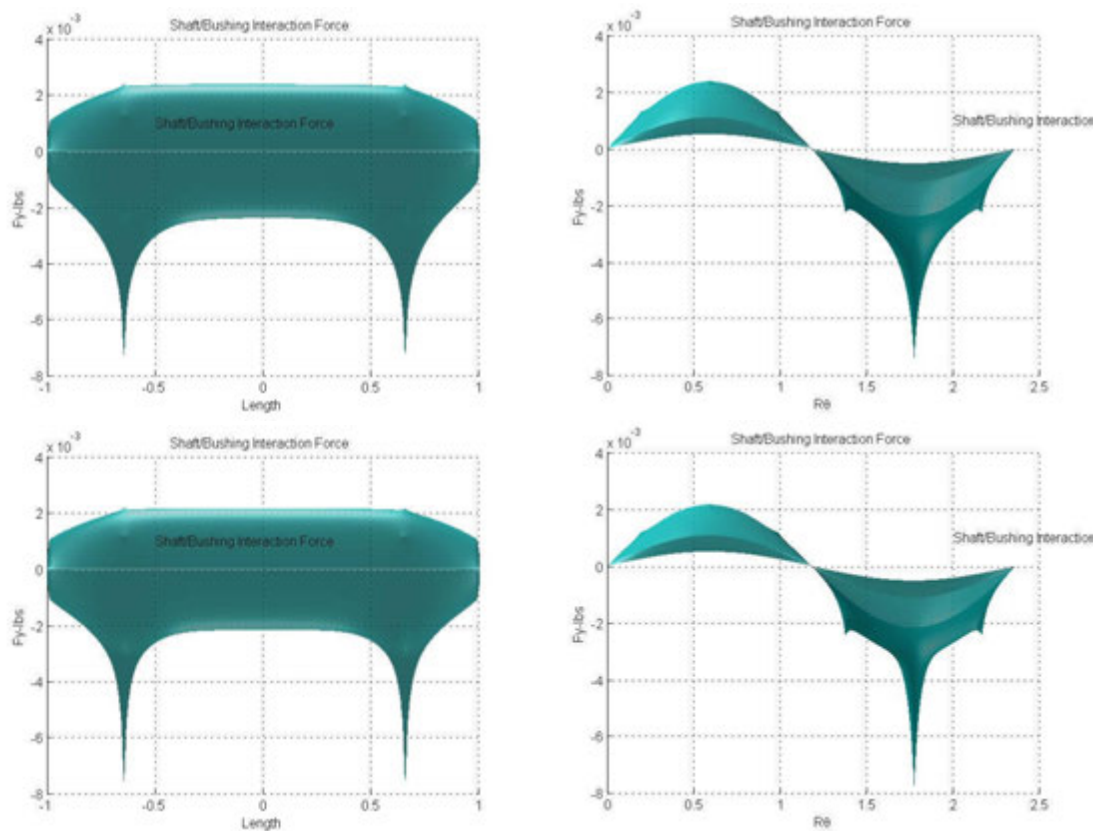 x 10^-3
Shaft/Bushing Interaction Force
4
2
0
-2
-4
-6
-8
Fy-lbs
Shaft/Bushing Interaction Force
-1
-0.5
0
0.5
1
Length
x 10^-3
Shaft/Bushing Interaction Force
4
2
0
-2
-4
-6
-8
Fy-lbs
Shaft/Bushing Interaction
0
0.5
1
1.5
2
2.5
Rθ
x 10^-3
Shaft/Bushing Interaction Force
4
2
0
-2
-4
-6
-8
Fy-lbs
Shaft/Bushing Interaction Force
-1
-0.5
0
0.5
1
Length
x 10^-3
Shaft/Bushing Interaction Force
4
2
0
-2
-4
-6
-8
Fy-lbs
Shaft/Bushing Interaction
0
0.5
1
1.5
2
2.5
Rθ